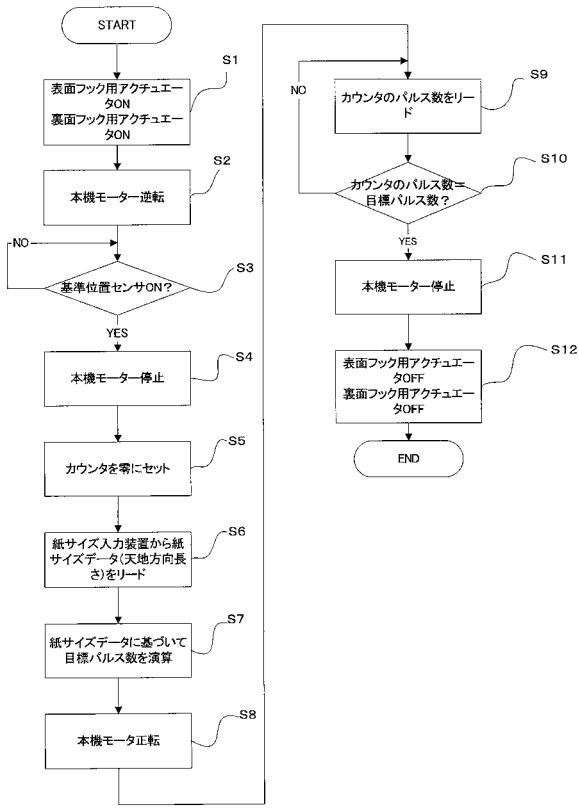 START
S1
表面フック用アクチュエー
タON
裏面フック用アクチュエー
タON
S2
本機モーター逆転
NO
S3
基準位置センサON？
YES
S4
本機モーター停止
S5
カウンタを零にセット
S6
紙サイズ入力装置から紙
サイズデータ（天地方向長
さ）をリード
S7
紙サイズデータに基づいて
目標パルス数を演算
S8
本機モータ正転
S9
カウンタのパルス数をリー
ド
NO
S10
カウンタのパルス数＝
目標パルス数？
YES
S11
本機モーター停止
S12
表面フック用アクチュエー
タOFF
裏面フック用アクチュエー
タOFF
END